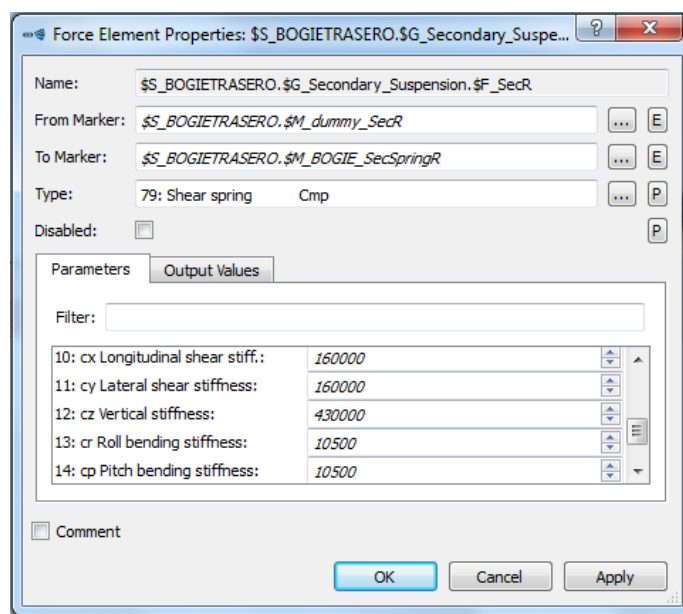 Force Element Properties: $S_BOGIETRASERO.$G_Secondary_Suspe... ? X
Name: $S_BOGIETRASERO.$G_Secondary_Suspension.$F_SecR
From Marker: $S_BOGIETRASERO.$M_dummy_SecR ... E
To Marker: $S_BOGIETRASERO.$M_BOGIE_SecSpringR ... E
Type: 79: Shear spring Cmp ... P
Disabled: P
Parameters Output Values
Filter:
10: cx Longitudinal shear stiff.: 160000
11: cy Lateral shear stiffness: 160000
12: cz Vertical stiffness: 430000
13: cr Roll bending stiffness: 10500
14: cp Pitch bending stiffness: 10500
Comment
OK Cancel Apply